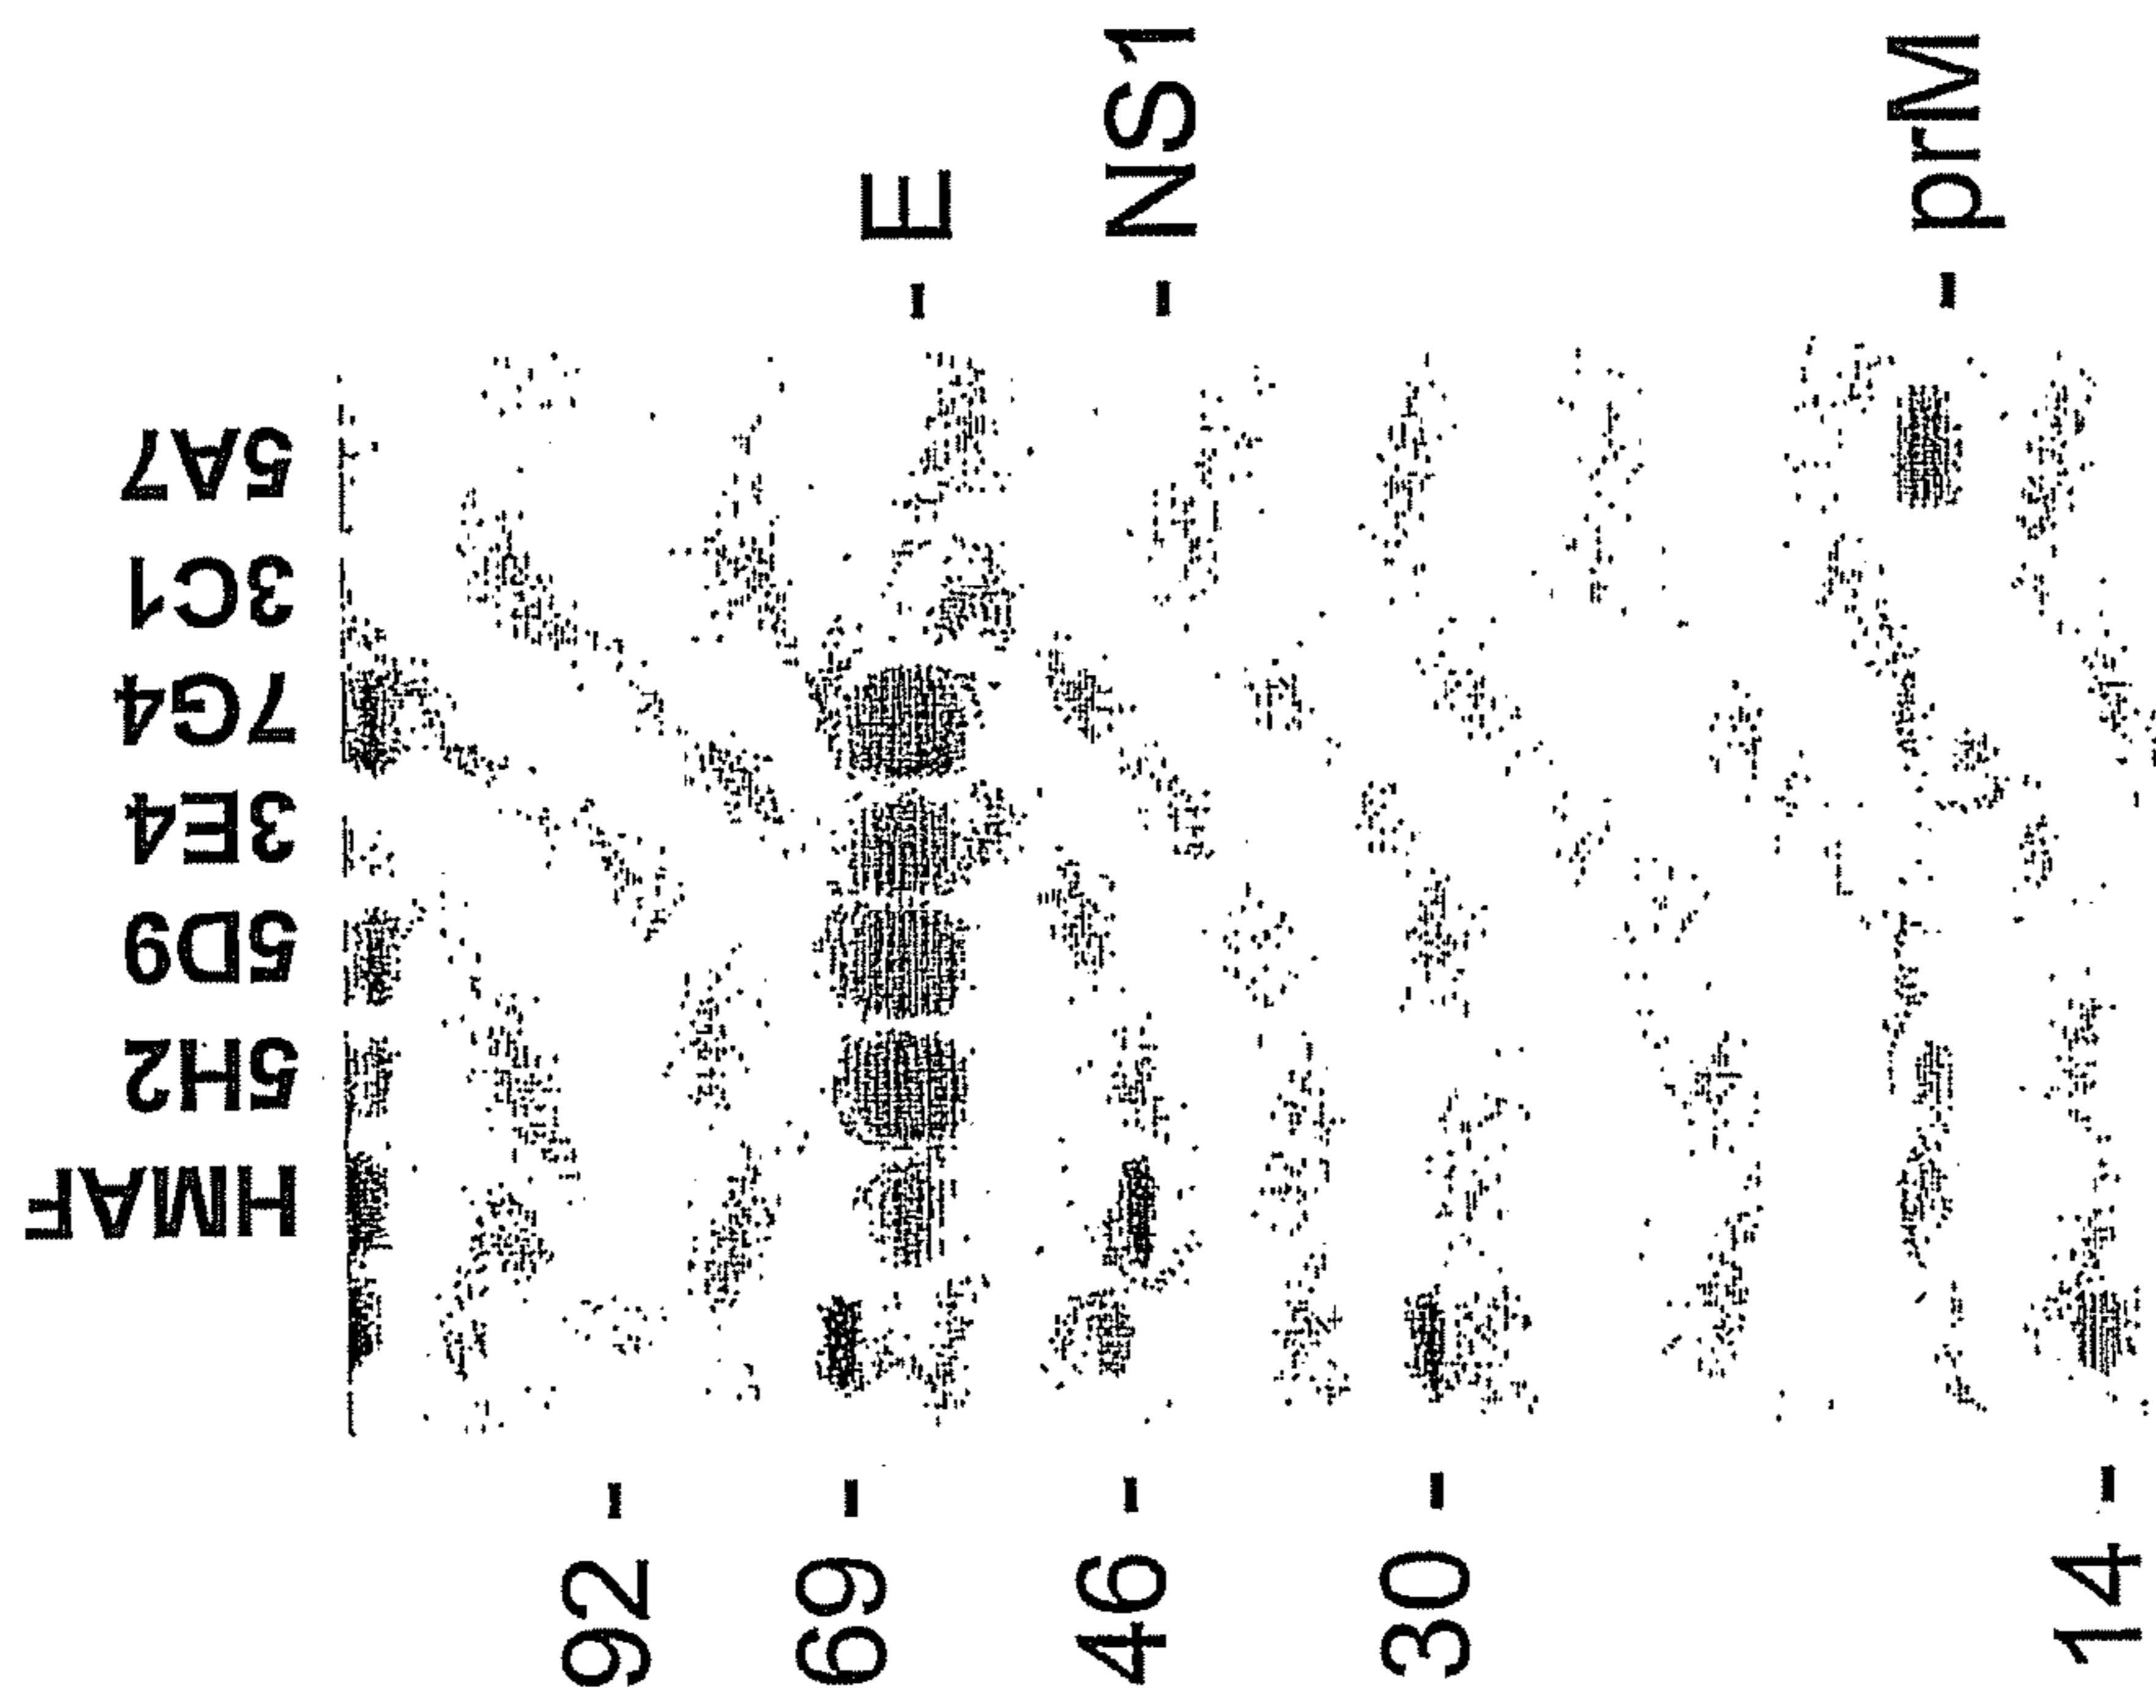 HMAF
5H2
5D9
3E4
7G4
3C1
5A7
92 -
69 -
46 -
30 -
14 -
- E
- NS1
- prM